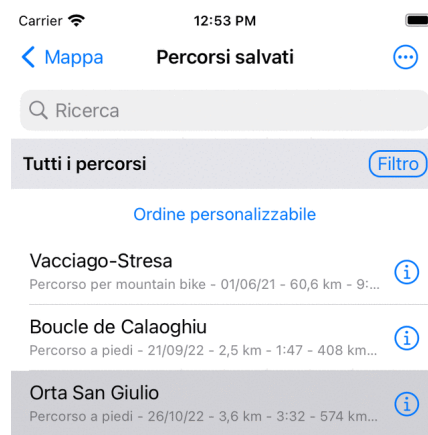 Carrier 12:53 PM
Mappa Percorsi salvati
Ricerca
Tutti i percorsi Filtro
Ordine personalizzabile
Vacciago-Stresa
Percorso per mountain bike - 01/06/21 - 60,6 km - 9:...
Boucle de Calaoghiu
Percorso a piedi - 21/09/22 - 2,5 km - 1:47 - 408 km...
Orta San Giulio
Percorso a piedi - 26/10/22 - 3,6 km - 3:32 - 574 km...